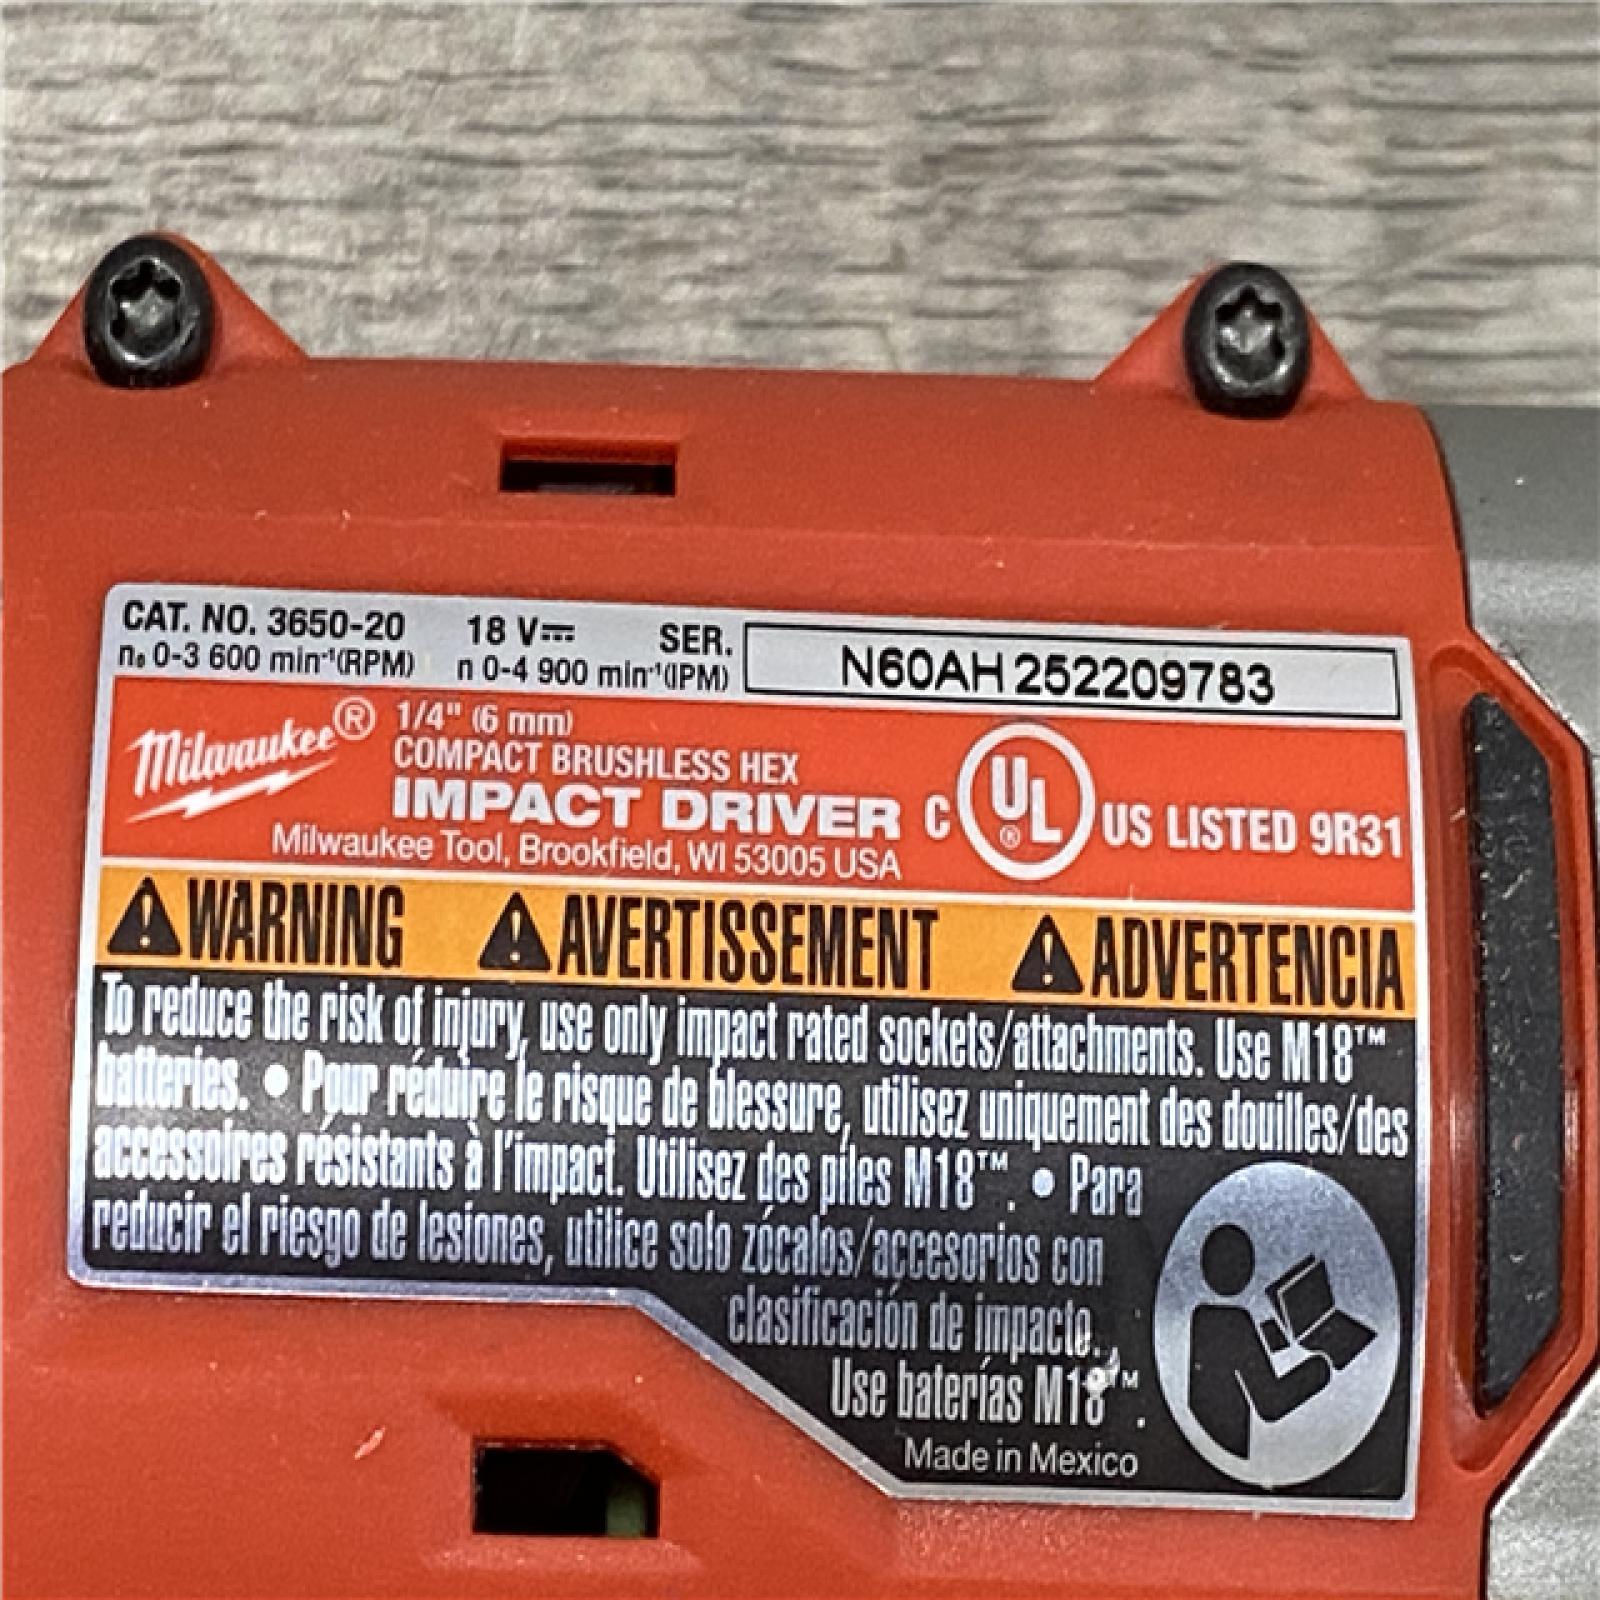 CAT. NO. 3650-20 18 V⎓ SER. N60AH252209783
n₀ 0-3 600 min⁻¹(RPM) n 0-4 900 min⁻¹(IPM)
Milwaukee® 1/4" (6 mm)
COMPACT BRUSHLESS HEX
IMPACT DRIVER C UL® US LISTED 9R31
Milwaukee Tool, Brookfield, WI 53005 USA
⚠WARNING ⚠AVERTISSEMENT ⚠ADVERTENCIA
To reduce the risk of injury, use only impact rated sockets/attachments. Use M18™
batteries. • Pour réduire le risque de blessure, utilisez uniquement des douilles/des
accessoires résistants à l'impact. Utilisez des piles M18™. • Para
reducir el riesgo de lesiones, utilice solo zócalos/accesorios con
clasificación de impacto.
Use baterías M18™.
Made in Mexico